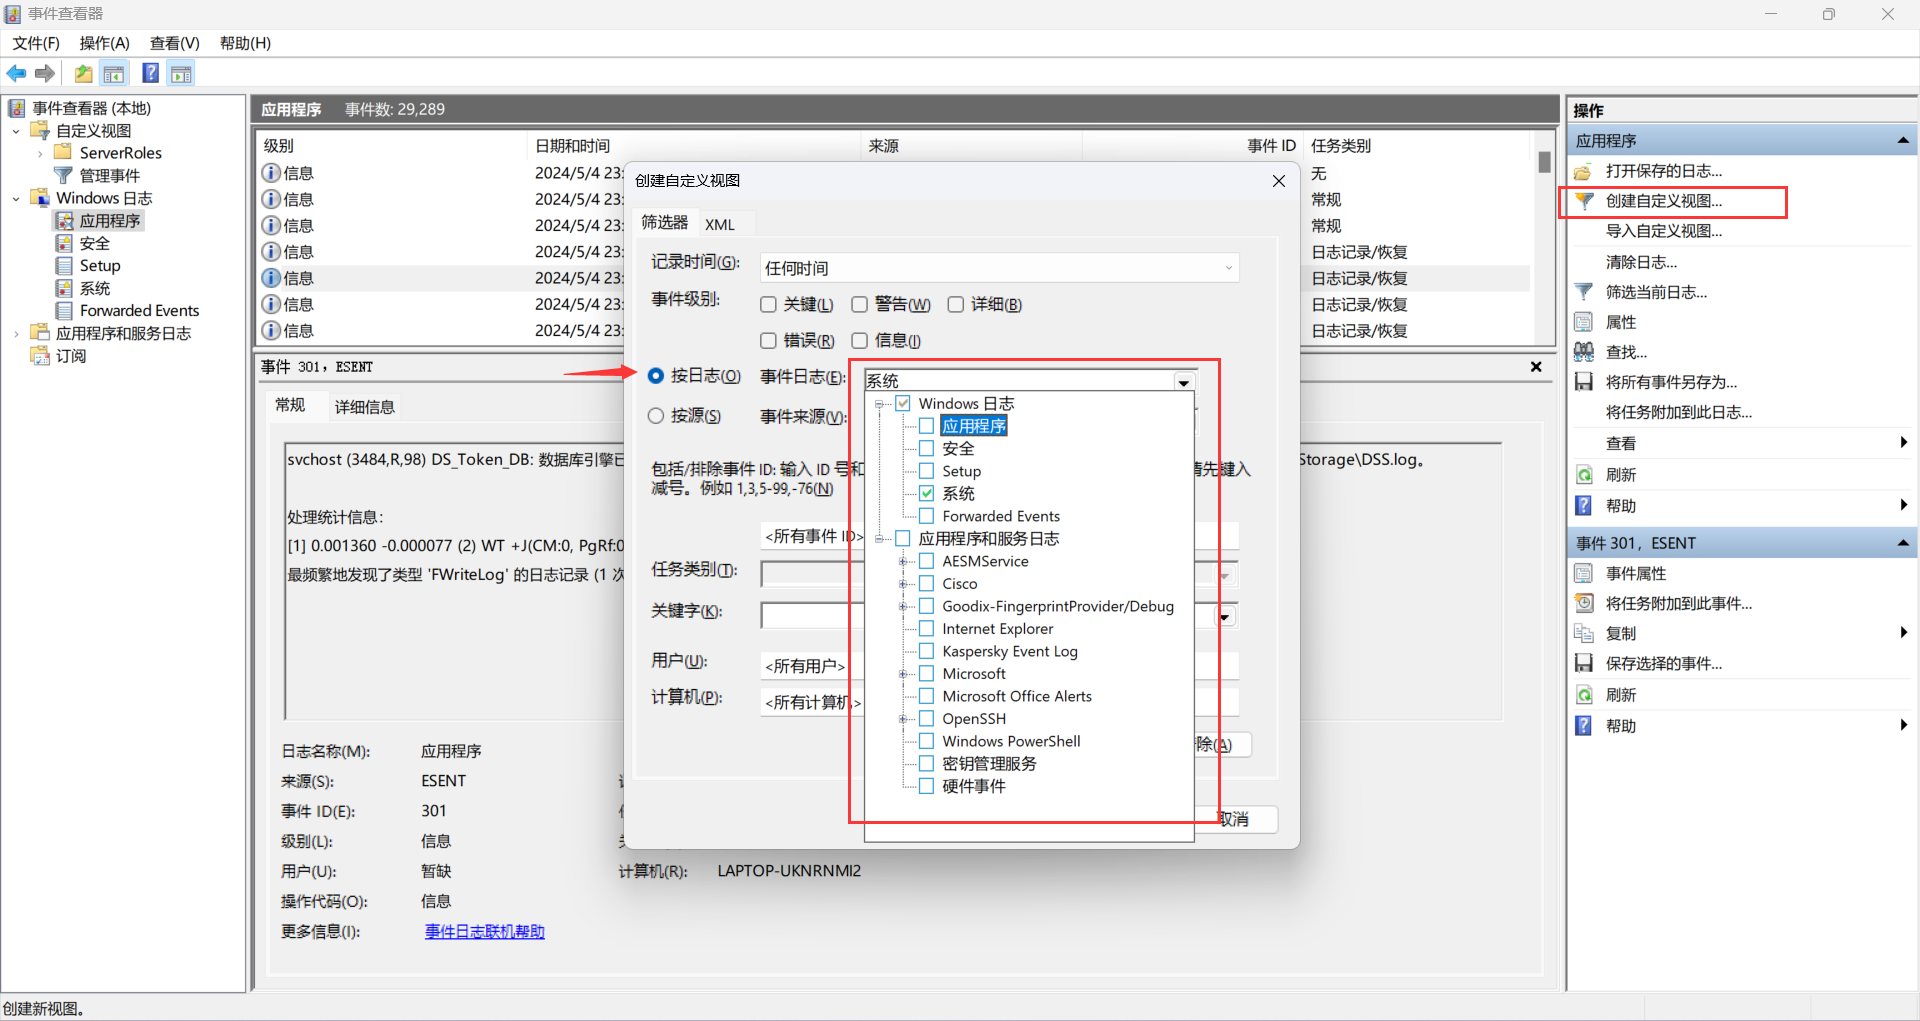 事件查看器
文件(F) 操作(A) 查看(V) 帮助(H)
事件查看器 (本地)
自定义视图
ServerRoles
管理事件
Windows 日志
应用程序
安全
Setup
系统
Forwarded Events
应用程序和服务日志
订阅
应用程序 事件数: 29,289
级别 日期和时间 来源 事件 ID 任务类别
信息 2024/5/4 23: 无
信息 2024/5/4 23: 常规
信息 2024/5/4 23: 常规
信息 2024/5/4 23: 日志记录/恢复
信息 2024/5/4 23: 日志记录/恢复
信息 2024/5/4 23: 日志记录/恢复
信息 2024/5/4 23: 日志记录/恢复
事件 301，ESENT
常规 详细信息
svchost (3484,R,98) DS_Token_DB: 数据库引擎已
Storage\DSS.log。
处理统计信息:
[1] 0.001360 -0.000077 (2) WT +J(CM:0, PgRf:0
最频繁地发现了类型 'FWriteLog' 的日志记录 (1 次
日志名称(M): 应用程序
来源(S): ESENT
事件 ID(E): 301
级别(L): 信息
用户(U): 暂缺 计算机(R): LAPTOP-UKNRNMI2
操作代码(O): 信息
更多信息(I): 事件日志联机帮助
创建自定义视图
筛选器 XML
记录时间(G): 任何时间
事件级别: 关键(L) 警告(W) 详细(B)
错误(R) 信息(I)
按日志(O) 事件日志(E): 系统
按源(S) 事件来源(V):
包括/排除事件 ID: 输入 ID 号和
请先键入
减号。例如 1,3,5-99,-76(N)
<所有事件 ID>
任务类别(T):
关键字(K):
用户(U): <所有用户>
计算机(P): <所有计算机>
除(A)
取消
Windows 日志
应用程序
安全
Setup
系统
Forwarded Events
应用程序和服务日志
AESMService
Cisco
Goodix-FingerprintProvider/Debug
Internet Explorer
Kaspersky Event Log
Microsoft
Microsoft Office Alerts
OpenSSH
Windows PowerShell
密钥管理服务
硬件事件
操作
应用程序
打开保存的日志...
创建自定义视图...
导入自定义视图...
清除日志...
筛选当前日志...
属性
查找...
将所有事件另存为...
将任务附加到此日志...
查看
刷新
帮助
事件 301，ESENT
事件属性
将任务附加到此事件...
复制
保存选择的事件...
刷新
帮助
创建新视图。